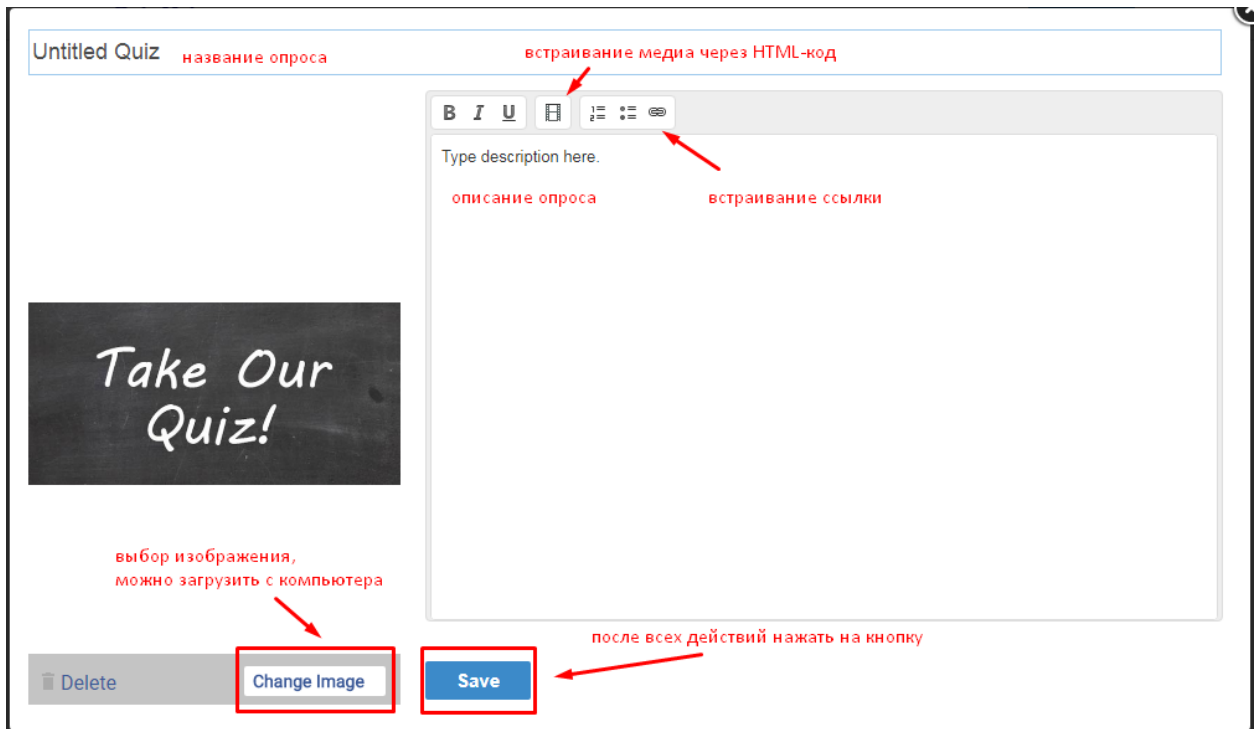 Untitled Quiz
название опроса
встраивание медиа через HTML-код
B I U
Type description here.
описание опроса
встраивание ссылки
Take Our
Quiz!
выбор изображения,
можно загрузить с компьютера
после всех действий нажать на кнопку
Delete
Change Image
Save